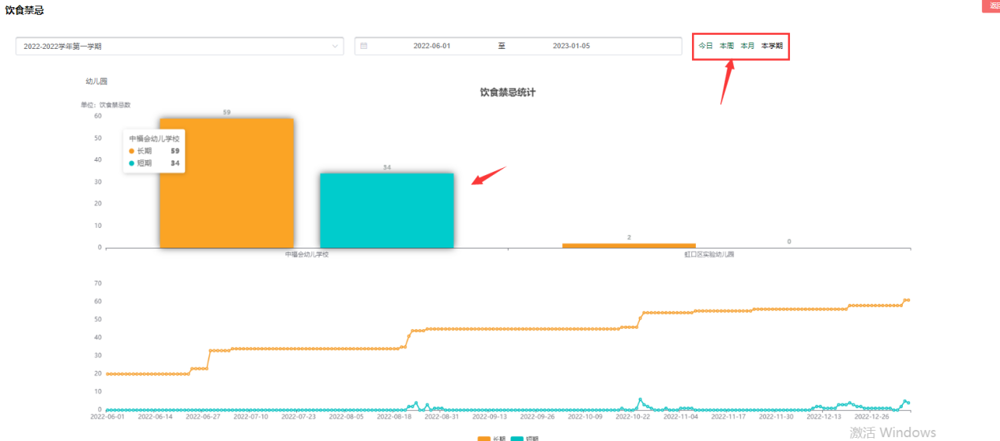 饮食禁忌
返回
2022-2022学年第一学期
2022-06-01 至 2023-01-05
今日 本周 本月 本学期
幼儿园
饮食禁忌统计
单位: 饮食禁忌数
60
59
50
中福会幼儿学校
长期 59
短期 34
40
34
30
20
10
2
0
0
中福会幼儿学校
虹口区实验幼儿园
70
60
50
40
30
20
10
0
2022-06-01 2022-06-14 2022-06-27 2022-07-10 2022-07-23 2022-08-05 2022-08-18 2022-08-31 2022-09-13 2022-09-26 2022-10-09 2022-10-22 2022-11-04 2022-11-17 2022-11-30 2022-12-13 2022-12-26
长期 短期
激活 Windows